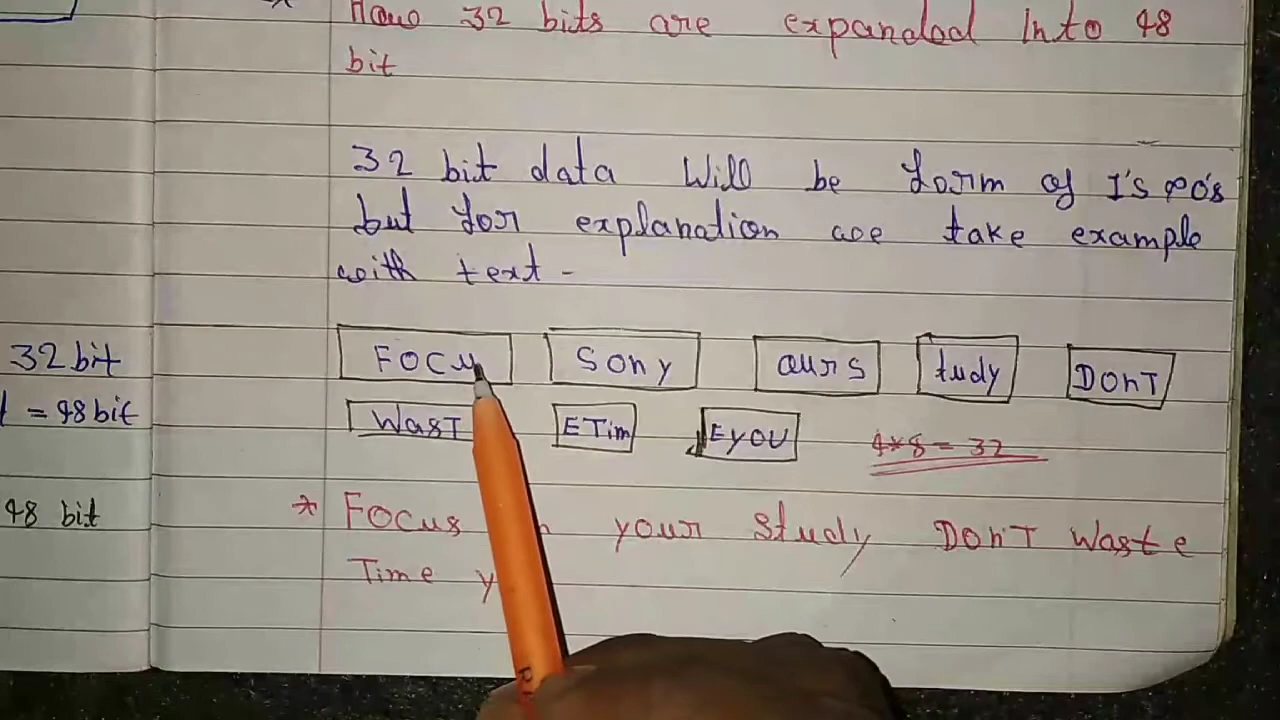 How 32 bits are expanded into 48
bit
32 bit data will be form of 1's & 0's
but for explanation we take example
with text -
32 bit FOCU SOny ours tudy DOnT
= 48 bit WasT ETim EyOU 4*8 = 32
48 bit * Focus your study DOnT waste
Time